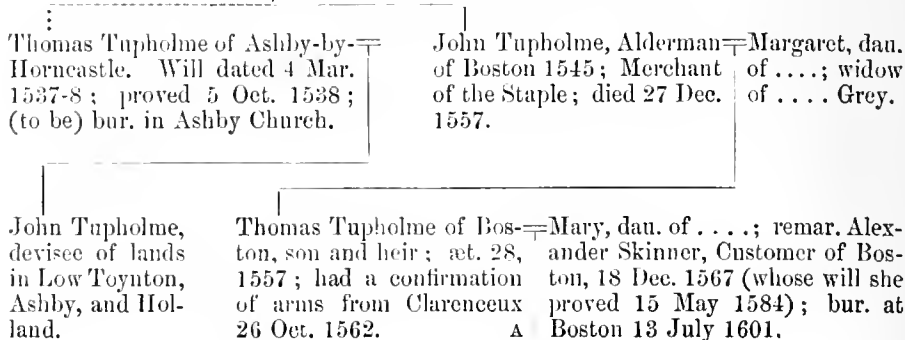 Thomas Tupholme of Ashby-by-
Horncastle. Will dated 4 Mar.
1537-8 ; proved 5 Oct. 1538 ;
(to be) bur. in Ashby Church.
John Tupholme, Alderman
of Boston 1545 ; Merchant
of the Staple ; died 27 Dec.
1557.
Margaret, dau.
of . . . . ; widow
of . . . . Grey.
John Tupholme,
devisee of lands
in Low Toynton,
Ashby, and Hol-
land.
Thomas Tupholme of Bos-
ton, son and heir ; æt. 28,
1557 ; had a confirmation
of arms from Clarenceux
26 Oct. 1562.
A
Mary, dau. of . . . . ; remar. Alex-
ander Skinner, Customer of Bos-
ton, 18 Dec. 1567 (whose will she
proved 15 May 1584) ; bur. at
Boston 13 July 1601.